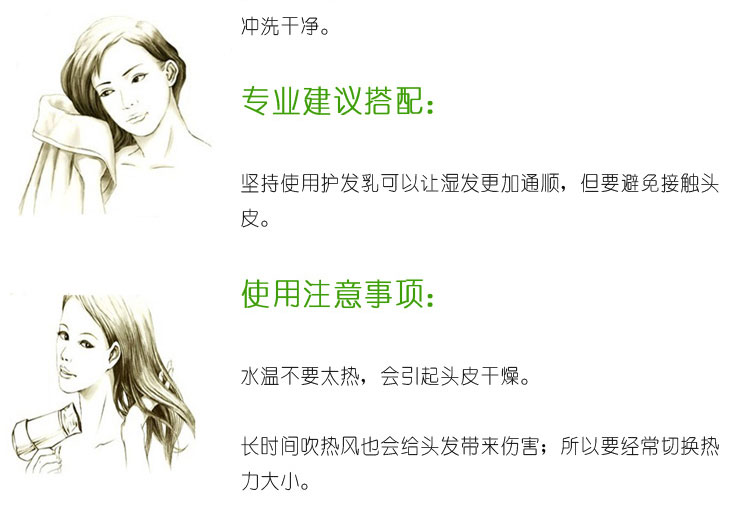 冲洗干净。
专业建议搭配：
坚持使用护发乳可以让湿发更加通顺，但要避免接触头
皮。
使用注意事项：
水温不要太热，会引起头皮干燥。
长时间吹热风也会给头发带来伤害；所以要经常切换热
力大小。